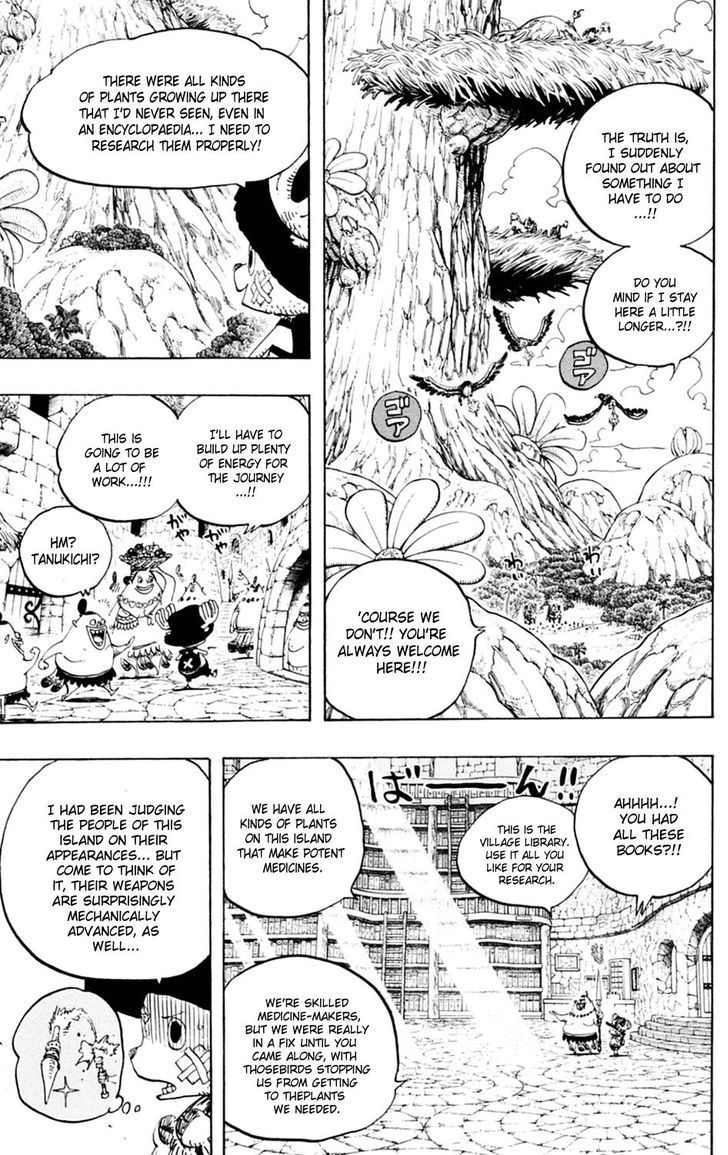 THE TRUTH IS,
I SUDDENLY
FOUND OUT ABOUT
SOMETHING I
HAVE TO DO
...!!
DO YOU
MIND IF I STAY
HERE A LITTLE
LONGER...?!!
ゴア
ゴア
わ
わ
'COURSE WE
DON'T!! YOU'RE
ALWAYS WELCOME
HERE!!!
THERE WERE ALL KINDS
OF PLANTS GROWING UP THERE
THAT I'D NEVER SEEN, EVEN IN
AN ENCYCLOPAEDIA... I NEED TO
RESEARCH THEM PROPERLY!
I'LL HAVE TO
BUILD UP PLENTY
OF ENERGY FOR
THE JOURNEY
...!!
THIS IS
GOING TO
BE A LOT
OF WORK...!!!
がや
がや
HM?
TANUKICHI?
AHHHH...!
YOU HAD
ALL THESE
BOOKS?!!
ばーーん!!
THIS IS THE
VILLAGE LIBRARY.
USE IT ALL YOU
LIKE FOR YOUR
RESEARCH.
WE HAVE ALL
KINDS OF PLANTS
ON THIS ISLAND
THAT MAKE POTENT
MEDICINES.
WE'RE SKILLED
MEDICINE-MAKERS,
BUT WE WERE REALLY
IN A FIX UNTIL YOU
CAME ALONG, WITH
THOSEBIRDS STOPPING
US FROM GETTING
TO THEPLANTS
WE NEEDED.
I HAD BEEN JUDGING
THE PEOPLE OF THIS
ISLAND ON THEIR
APPEARANCES... BUT
COME TO THINK OF
IT, THEIR WEAPONS
ARE SURPRISINGLY
MECHANICALLY
ADVANCED, AS
WELL...